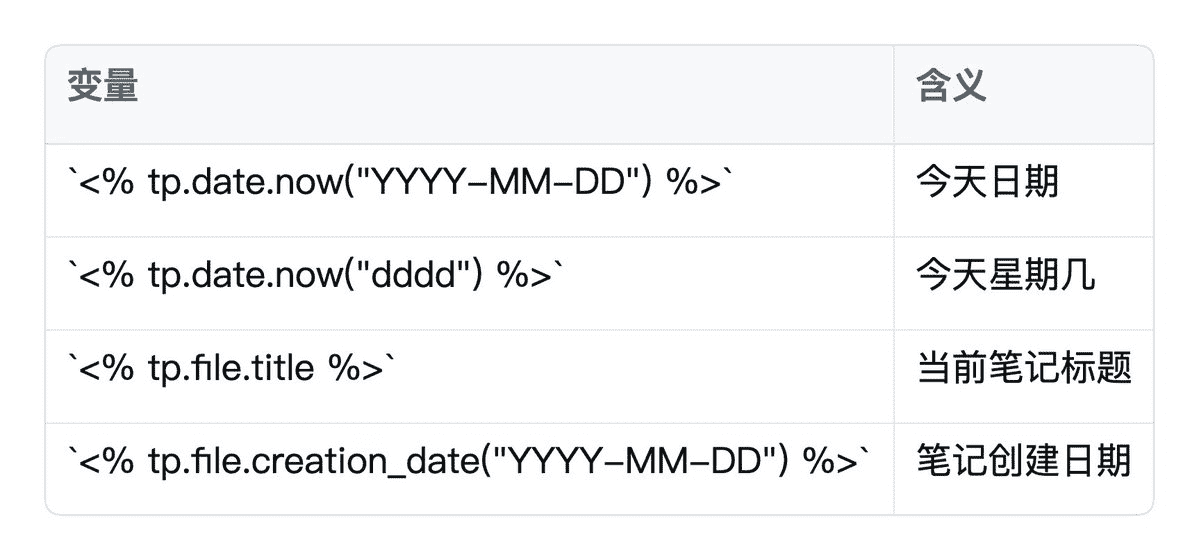 变量 含义
`<% tp.date.now("YYYY-MM-DD") %>` 今天日期
`<% tp.date.now("dddd") %>` 今天星期几
`<% tp.file.title %>` 当前笔记标题
`<% tp.file.creation_date("YYYY-MM-DD") %>` 笔记创建日期